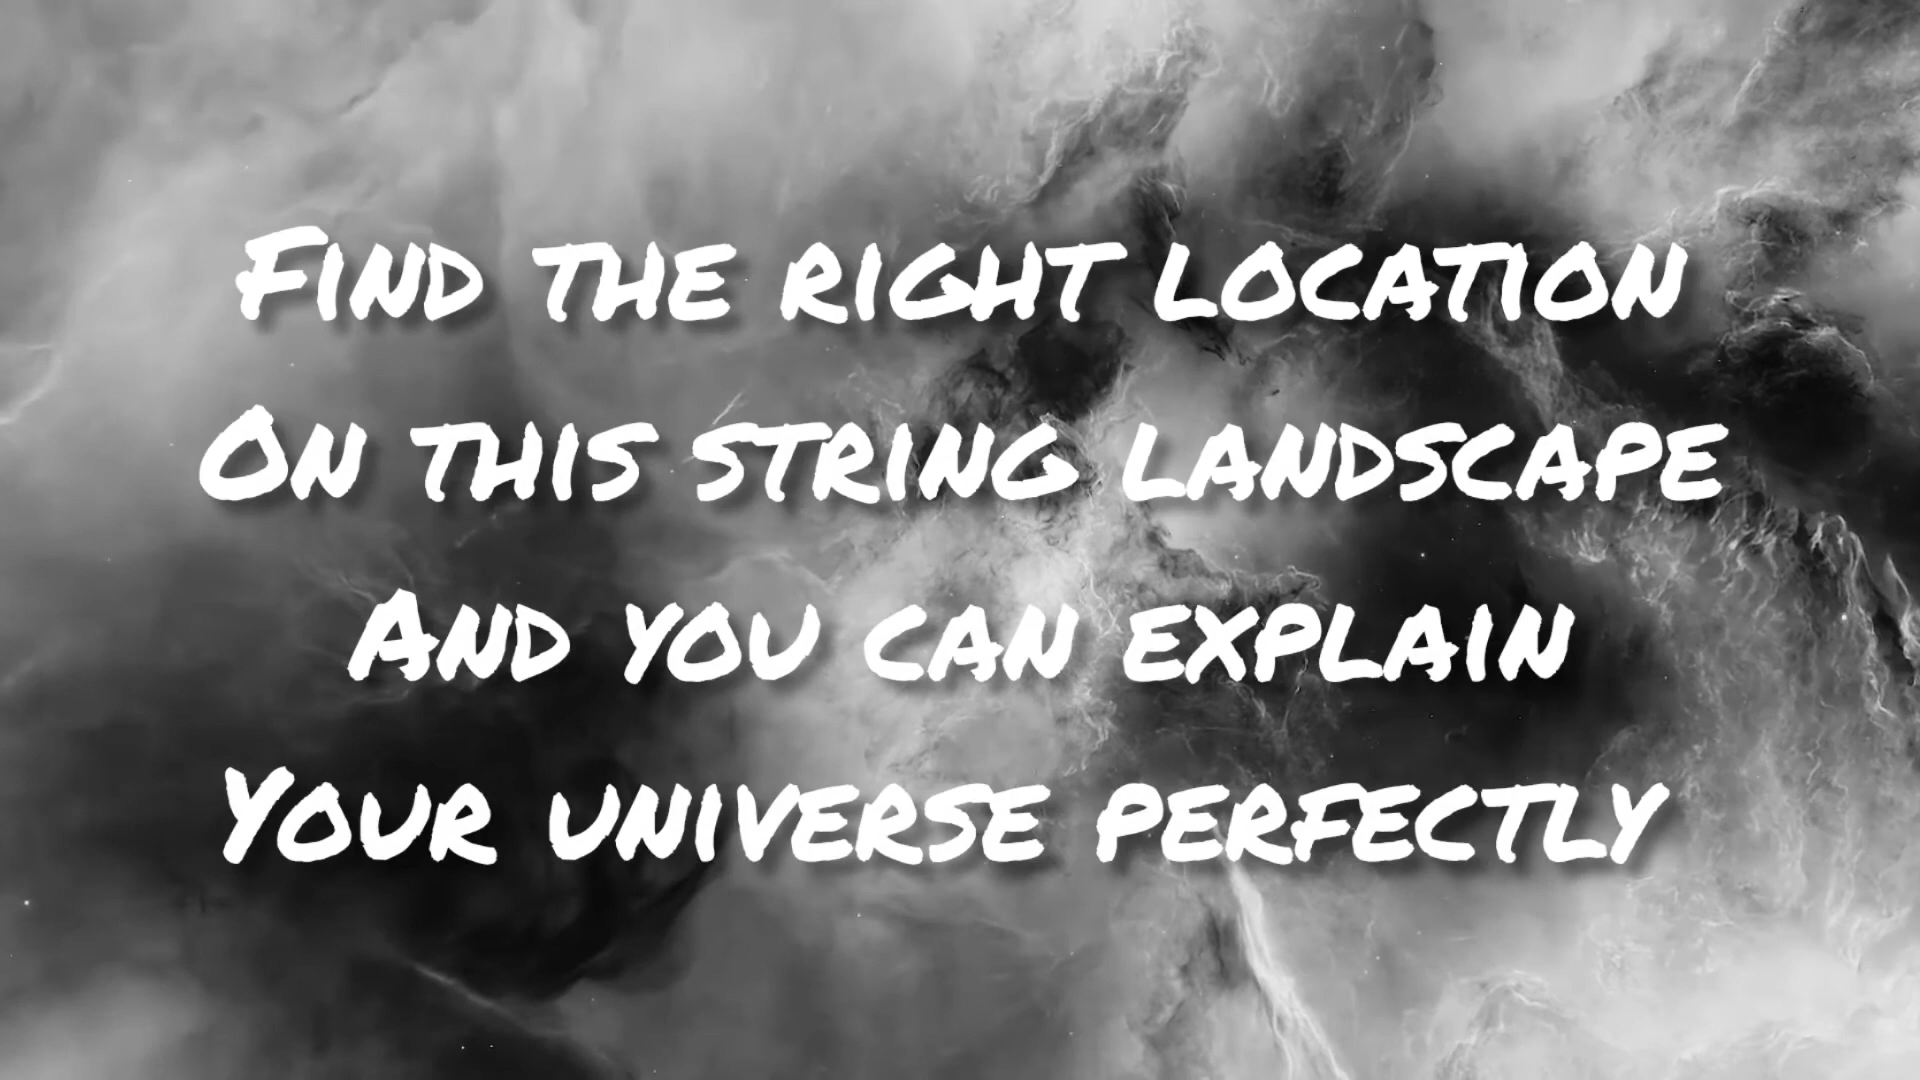 Find the right location
On this string landscape
And you can explain
Your universe perfectly